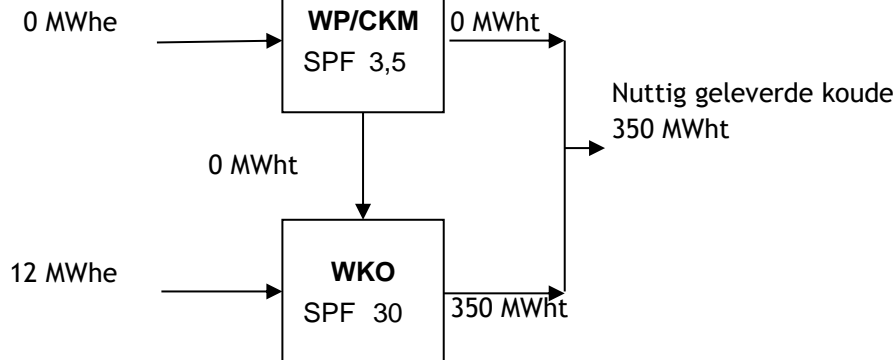 0 MWhe
WP/CKM
SPF 3,5
0 MWht
Nuttig geleverde koude
350 MWht
0 MWht
12 MWhe
WKO
SPF 30
350 MWht